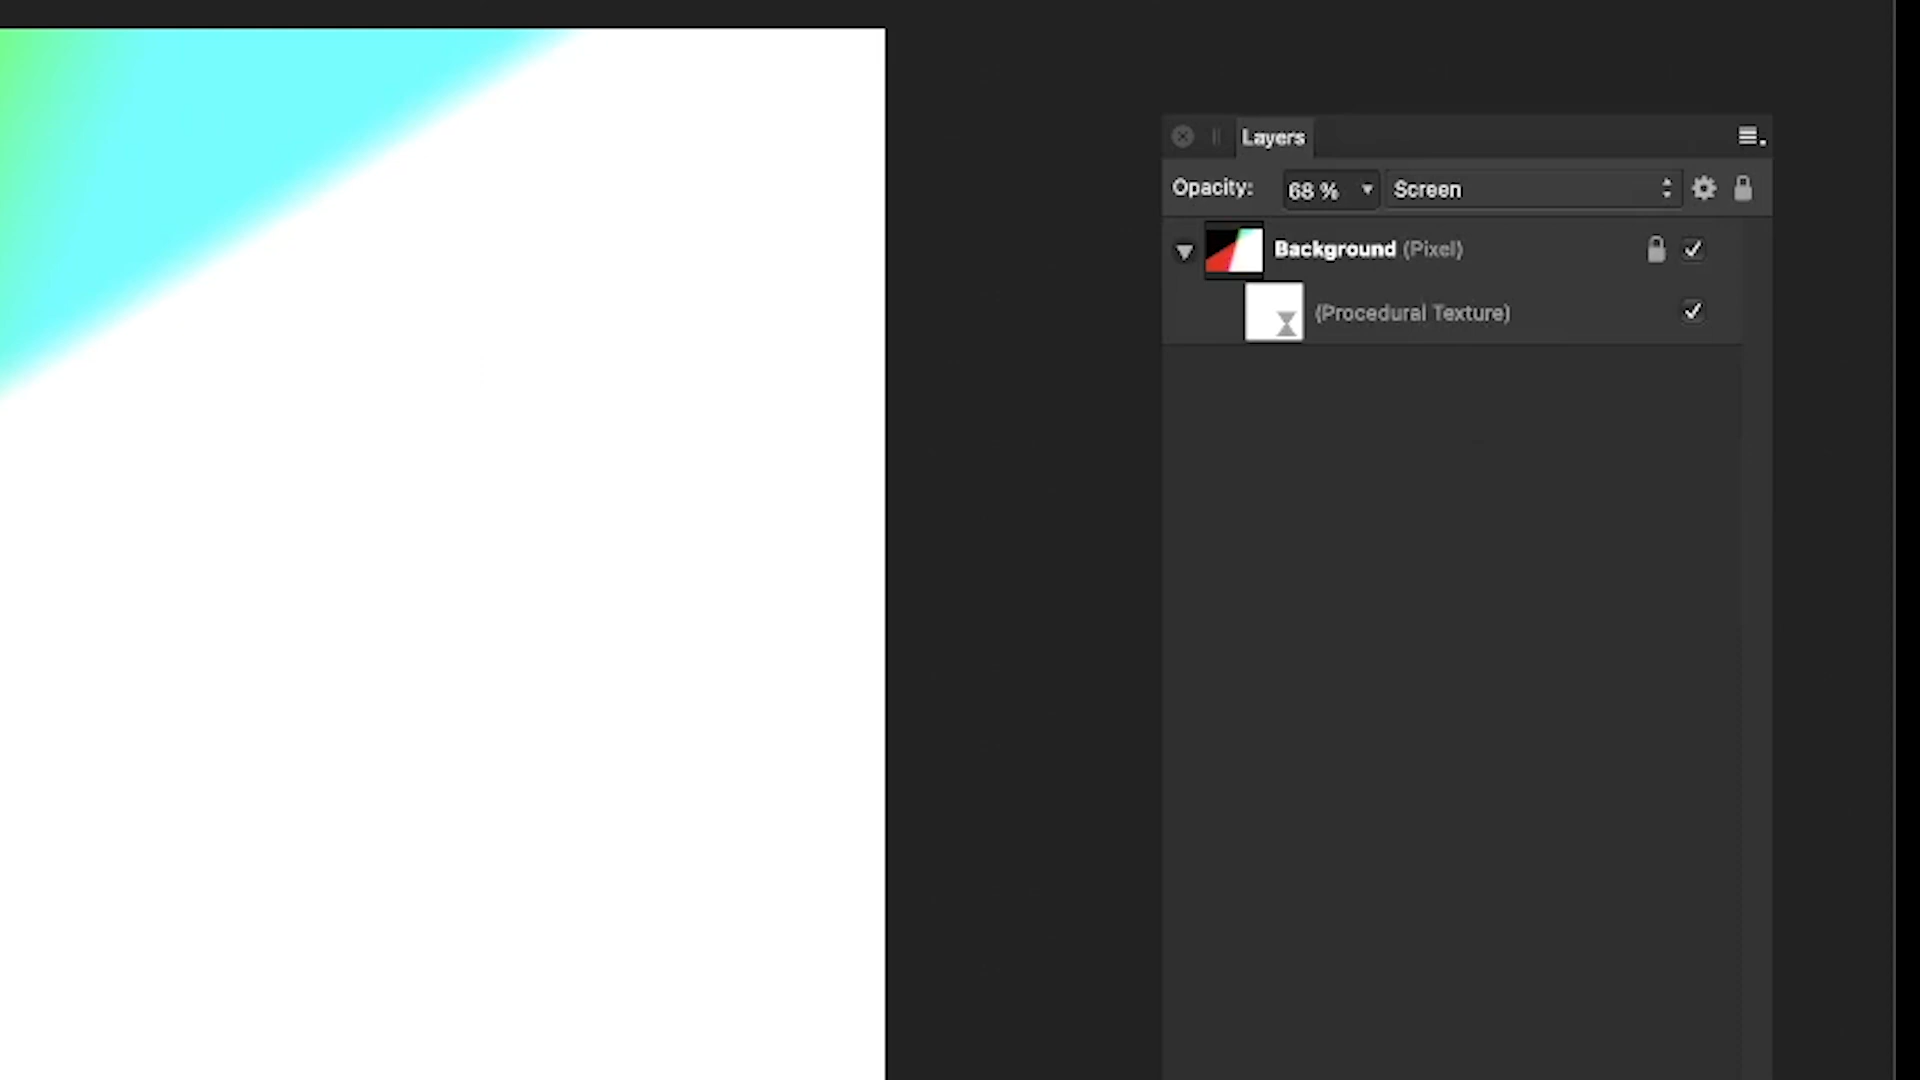 Layers
Opacity: 68 % Screen
Background (Pixel)
(Procedural Texture)